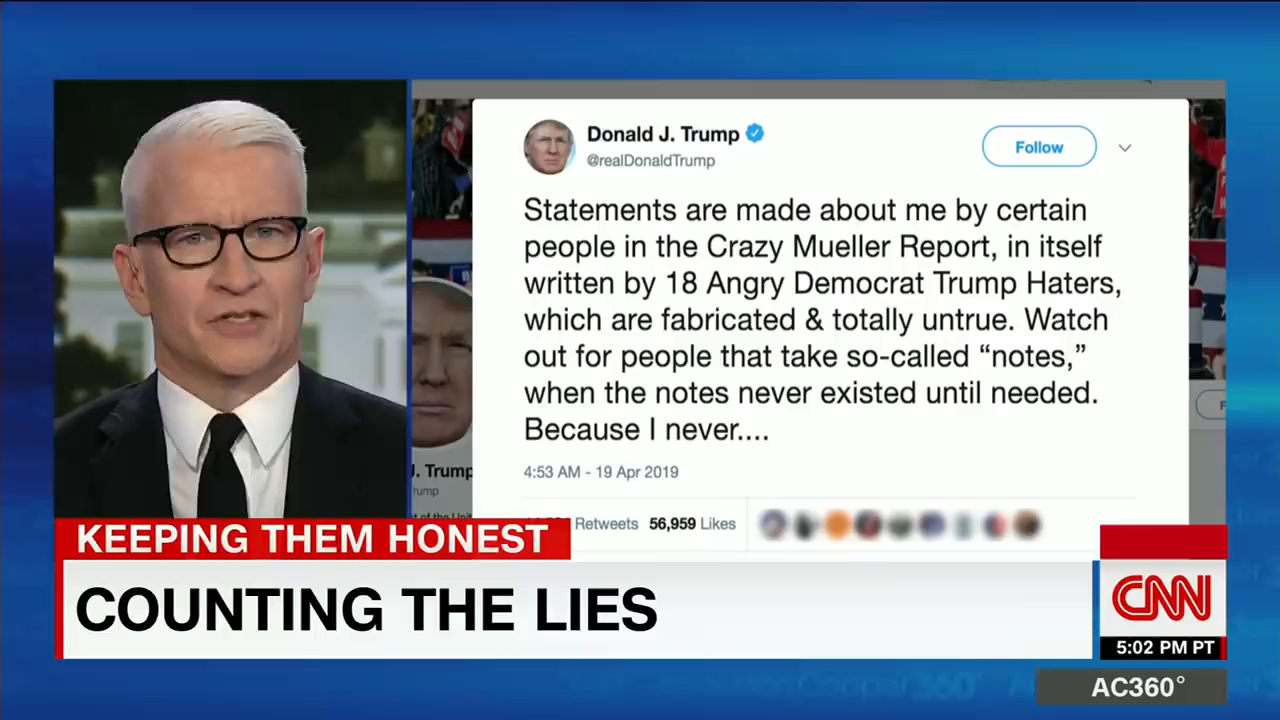 Donald J. Trump
@realDonaldTrump
Follow
Statements are made about me by certain
people in the Crazy Mueller Report, in itself
written by 18 Angry Democrat Trump Haters,
which are fabricated & totally untrue. Watch
out for people that take so-called “notes,”
when the notes never existed until needed.
Because I never....
4:53 AM - 19 Apr 2019
Retweets 56,959 Likes
J. Trump
KEEPING THEM HONEST
COUNTING THE LIES
CNN
5:02 PM PT
AC360°